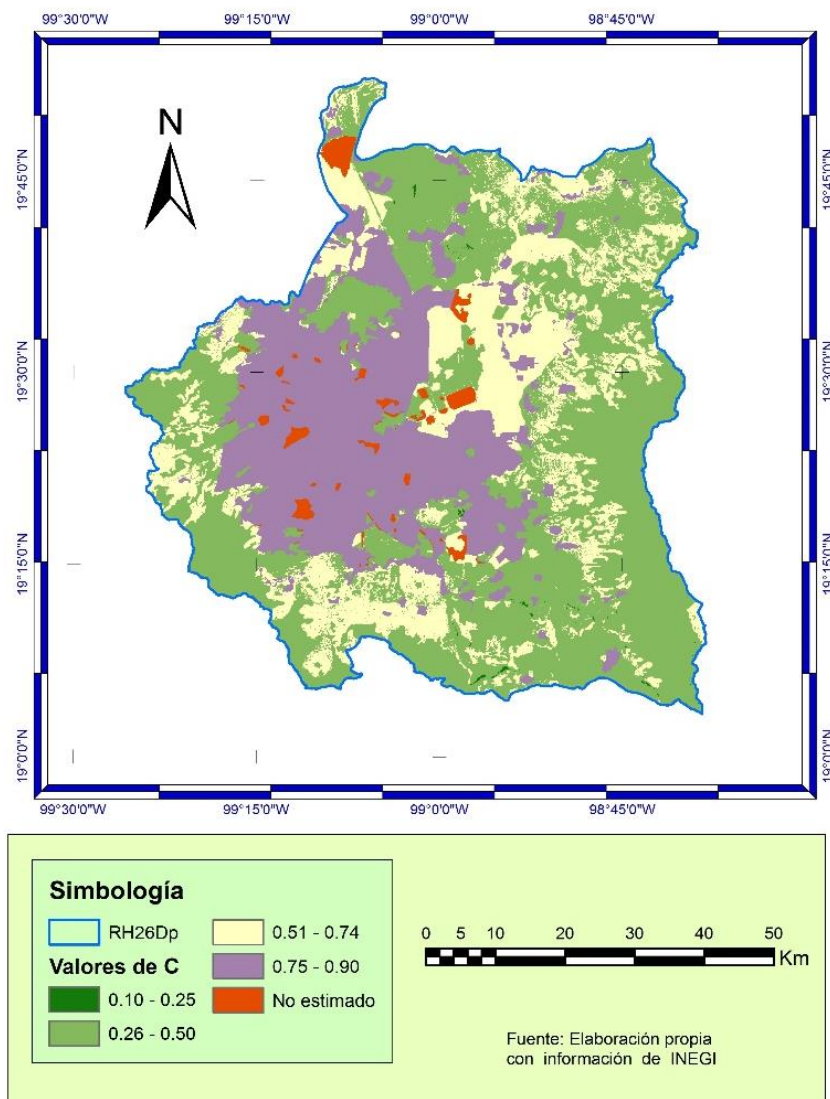 99°30'0"W 99°15'0"W 99°0'0"W 98°45'0"W
N
19°45'0"N 19°45'0"N
19°30'0"N 19°30'0"N
19°15'0"N 19°15'0"N
19°0'0"N 19°0'0"N
99°30'0"W 99°15'0"W 99°0'0"W 98°45'0"W
Simbología
RH26Dp
Valores de C
0.10 - 0.25
0.26 - 0.50
0.51 - 0.74
0.75 - 0.90
No estimado
0 5 10 20 30 40 50
Km
Fuente: Elaboración propia
con información de INEGI